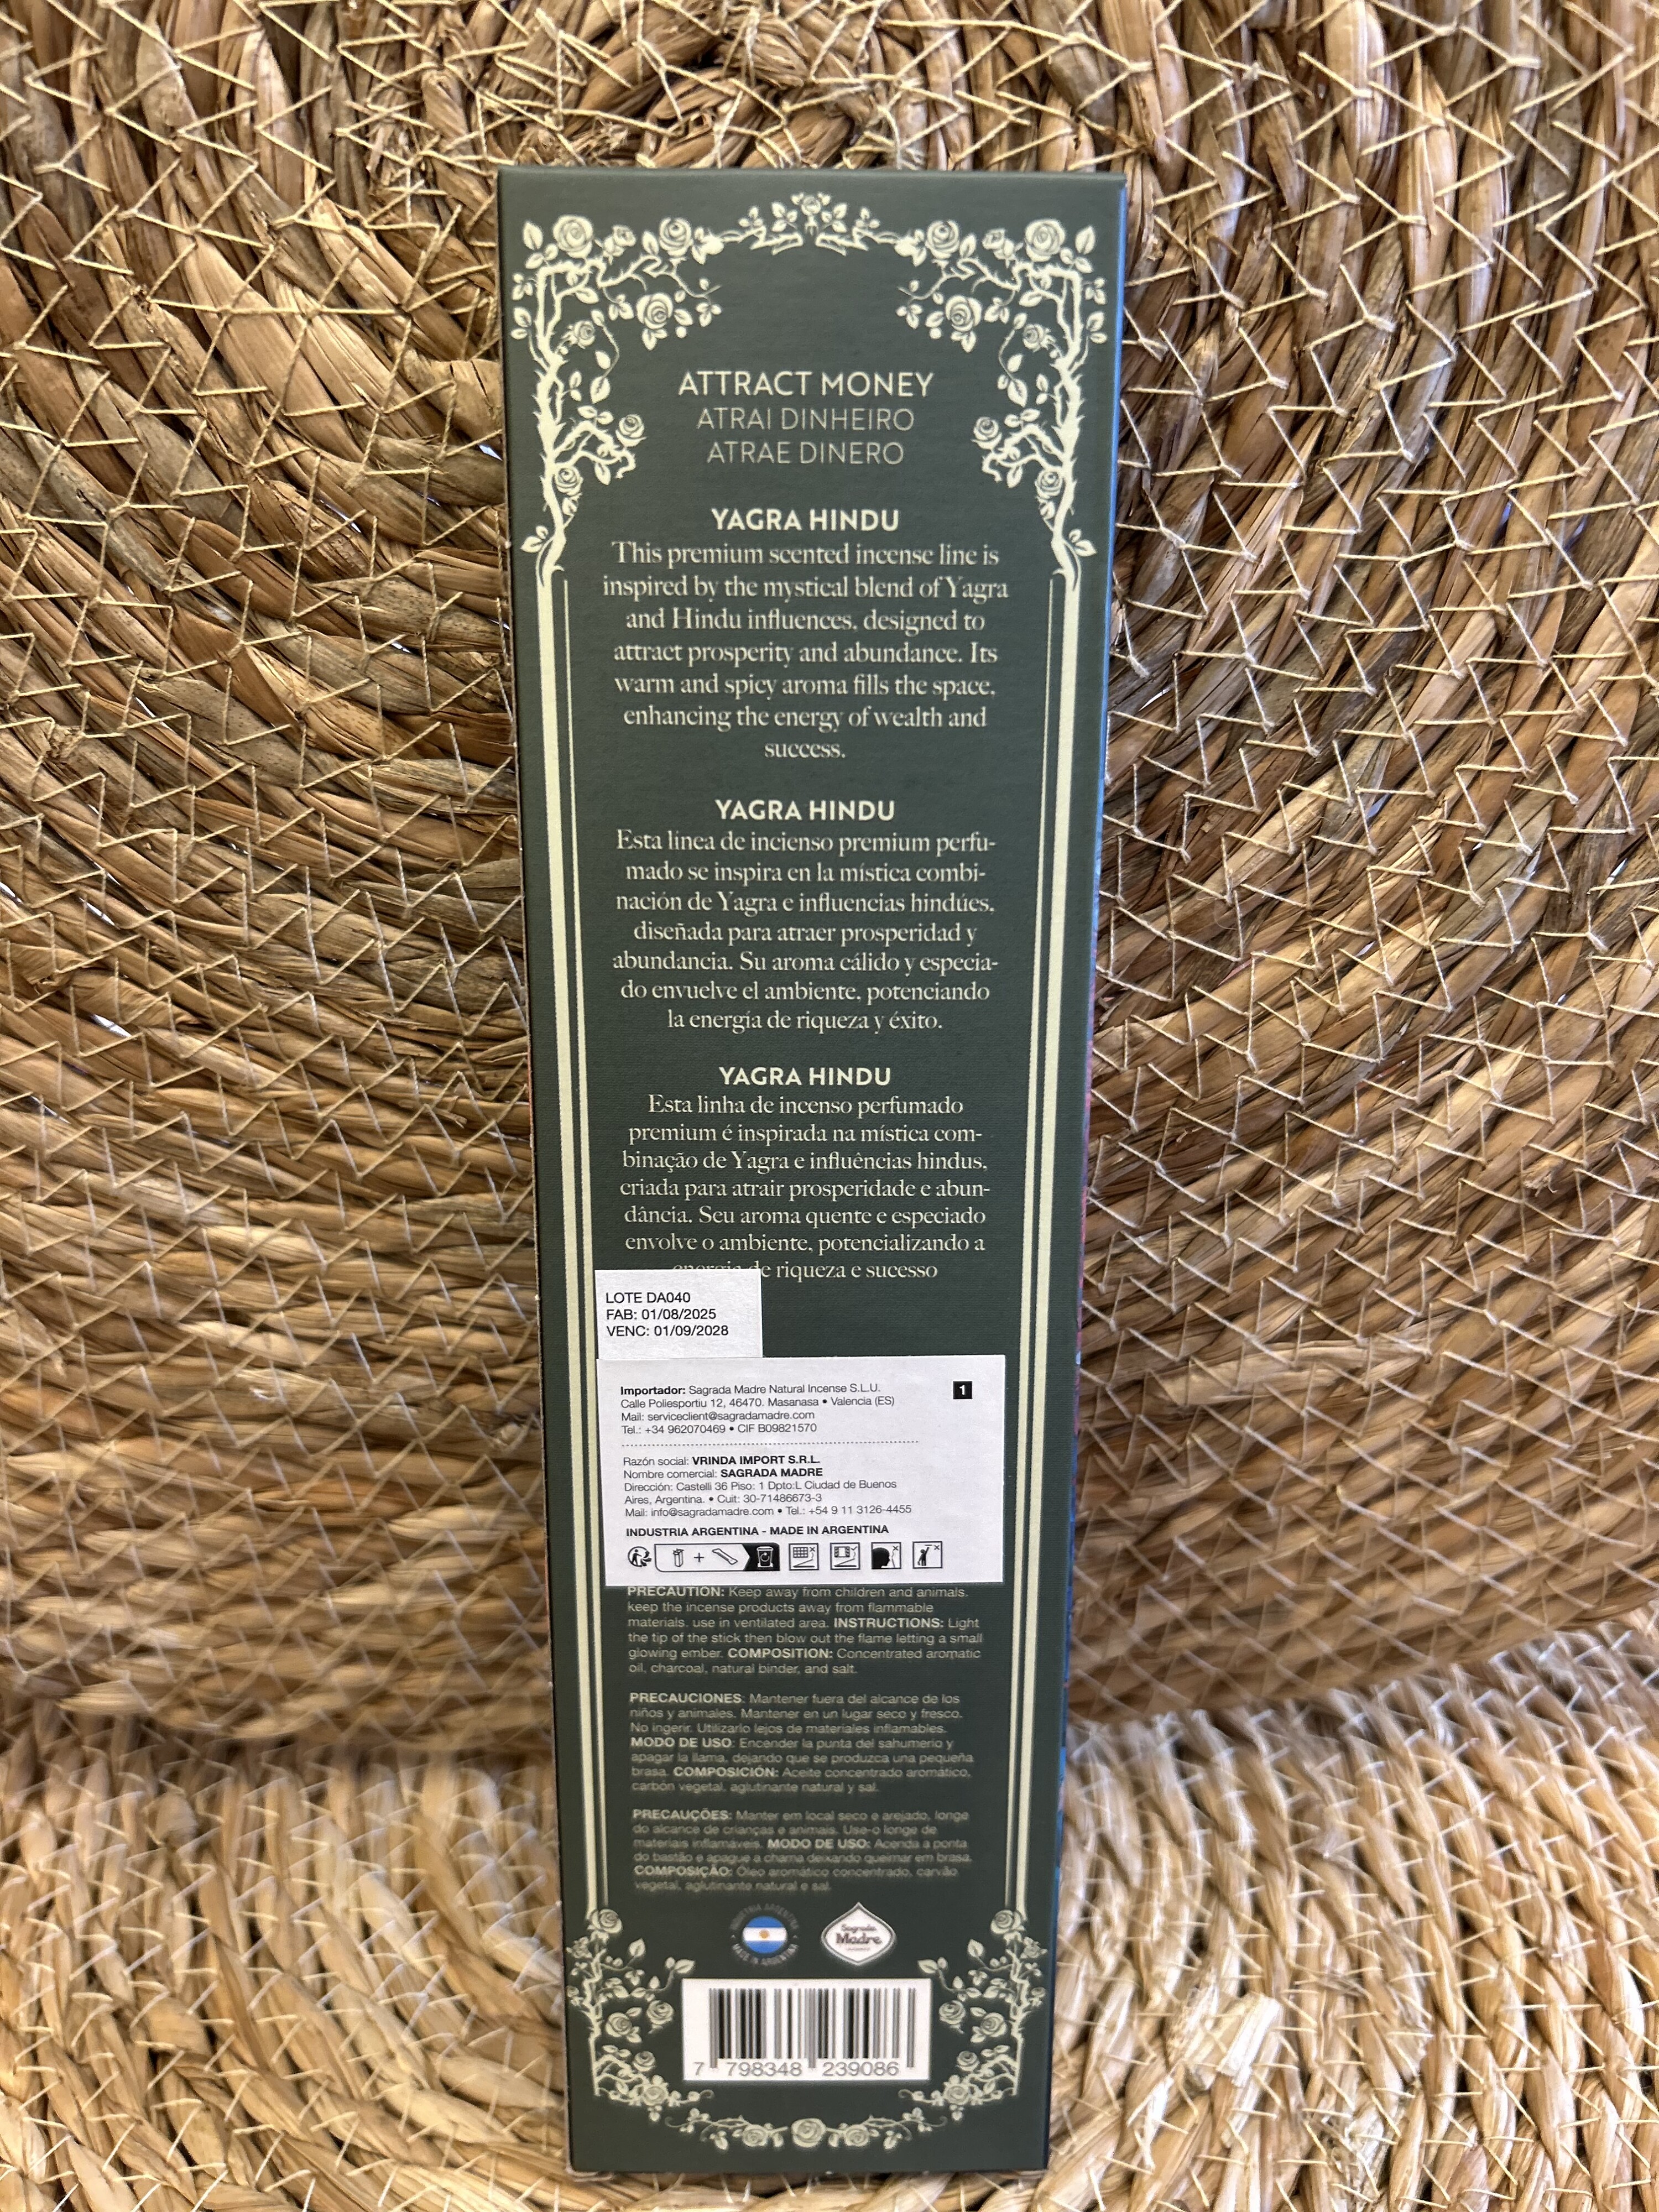 ATTRACT MONEY
ATRAI DINHEIRO
ATRAE DINERO
YAGRA HINDU
This premium scented incense line is
inspired by the mystical blend of Yagra
and Hindu influences, designed to
attract prosperity and abundance. Its
warm and spicy aroma fills the space,
enhancing the energy of wealth and
success.
YAGRA HINDU
Esta línea de incienso premium perfu-
mado se inspira en la mística combi-
nación de Yagra e influencias hindúes,
diseñada para atraer prosperidad y
abundancia. Su aroma cálido y especia-
do envuelve el ambiente, potenciando
la energía de riqueza y éxito.
YAGRA HINDU
Esta linha de incenso perfumado
premium é inspirada na mística com-
binação de Yagra e influências hindus,
criada para atrair prosperidade e abun-
dância. Seu aroma quente e especiado
envolve o ambiente, potencializando a
energia de riqueza e sucesso
LOTE DA040
FAB: 01/08/2025
VENC: 01/09/2028
Importador: Sagrada Madre Natural Incense S.L.U.
1
Calle Poliesportiu 12, 46470. Masanasa • Valencia (ES)
Mail: serviceclient@sagradamadre.com
Tel.: +34 962070469 • CIF B09821570
Razón social: VRINDA IMPORT S.R.L.
Nombre comercial: SAGRADA MADRE
Dirección: Castelli 36 Piso: 1 Dpto:L Ciudad de Buenos
Aires, Argentina. • Cuit: 30-71486673-3
Mail: info@sagradamadre.com • Tel.: +54 9 11 3126-4455
INDUSTRIA ARGENTINA - MADE IN ARGENTINA
PRECAUTION: Keep away from children and animals.
keep the incense products away from flammable
materials. use in ventilated area. INSTRUCTIONS: Light
the tip of the stick then blow out the flame letting a small
glowing ember. COMPOSITION: Concentrated aromatic
oil, charcoal, natural binder, and salt.
PRECAUCIONES: Mantener fuera del alcance de los
niños y animales. Mantener en un lugar seco y fresco.
No ingerir. Utilizarlo lejos de materiales inflamables.
MODO DE USO: Encender la punta del sahumerio y
apagar la llama, dejando que se produzca una pequeña
brasa. COMPOSICIÓN: Aceite concentrado aromático,
carbón vegetal, aglutinante natural y sal.
PRECAUÇÕES: Manter em local seco e arejado, longe
do alcance de crianças e animais. Use-o longe de
materiais inflamáveis. MODO DE USO: Acenda a ponta
do bastão e apague a chama deixando queimar em brasa.
COMPOSIÇÃO: Óleo aromático concentrado, carvão
vegetal, aglutinante natural e sal.
INDUSTRIA ARGENTINA • MADE IN ARGENTINA
Sagrada
Madre
7 798348 239086